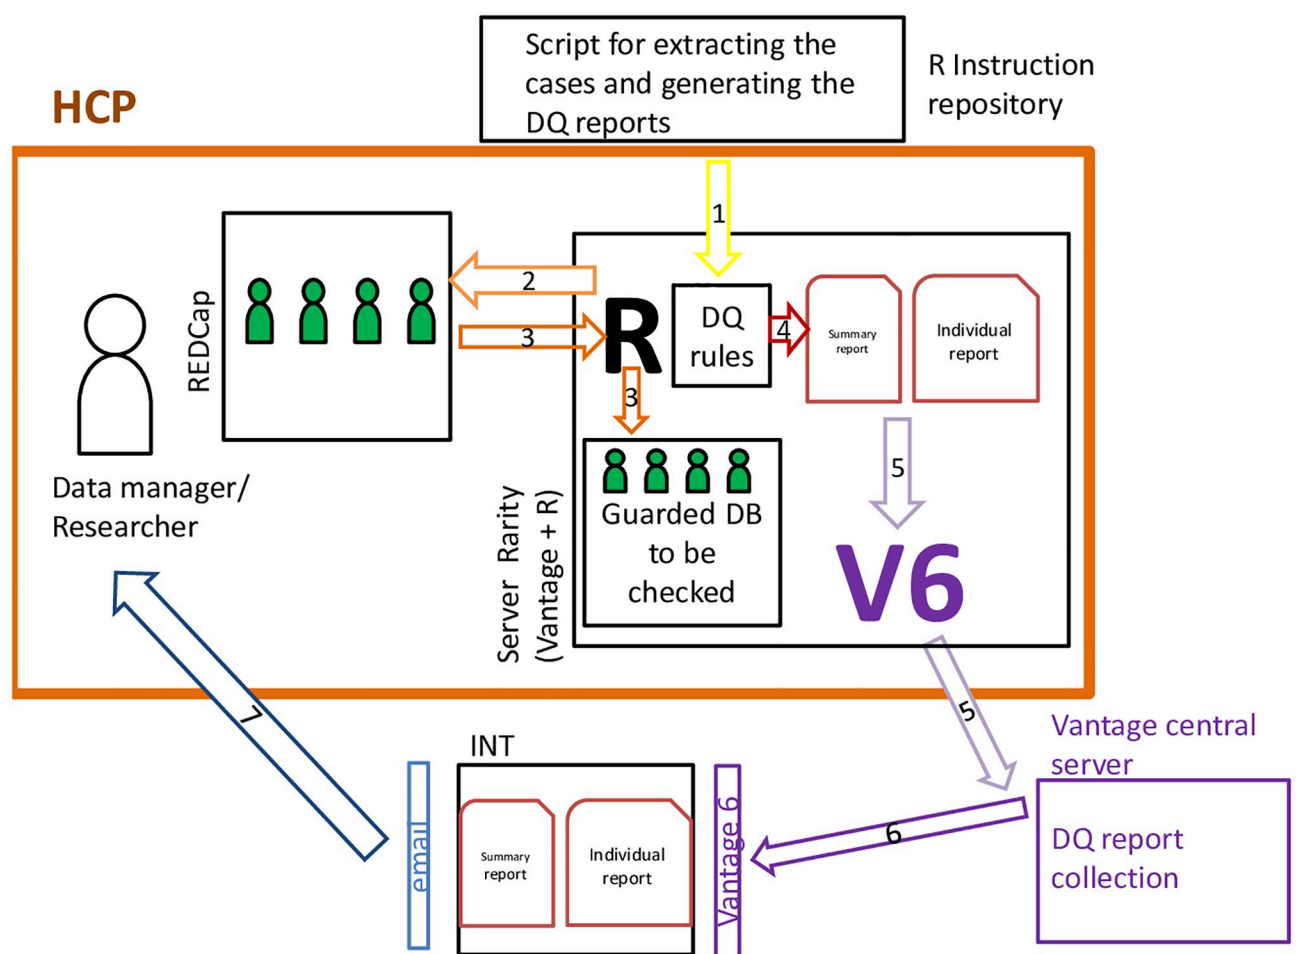 Script for extracting the
cases and generating the
DQ reports
R Instruction
repository
HCP
1
REDCap
2
3
R
DQ
rules
4
Summary
report
Individual
report
3
5
Data manager/
Researcher
Server Rarity
(Vantage + R)
Guarded DB
to be
checked
V6
5
7
Vantage central
server
INT
email
Summary
report
Individual
report
Vantage 6
6
DQ report
collection